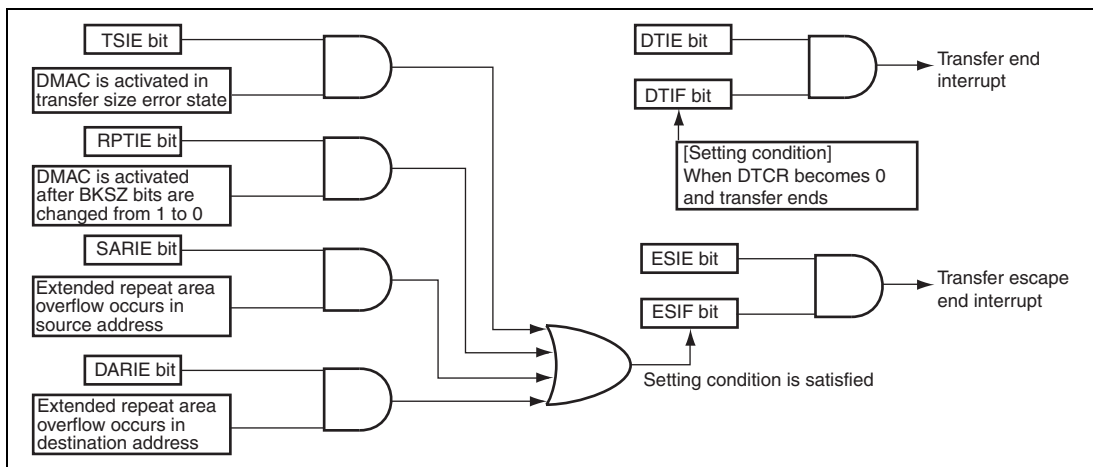 TSIE bit
DMAC is activated in
transfer size error state
RPTIE bit
DMAC is activated
after BKSZ bits are
changed from 1 to 0
SARIE bit
Extended repeat area
overflow occurs in
source address
DARIE bit
Extended repeat area
overflow occurs in
destination address
DTIE bit
DTIF bit
Transfer end
interrupt
[Setting condition]
When DTCR becomes 0
and transfer ends
ESIE bit
ESIF bit
Transfer escape
end interrupt
Setting condition is satisfied